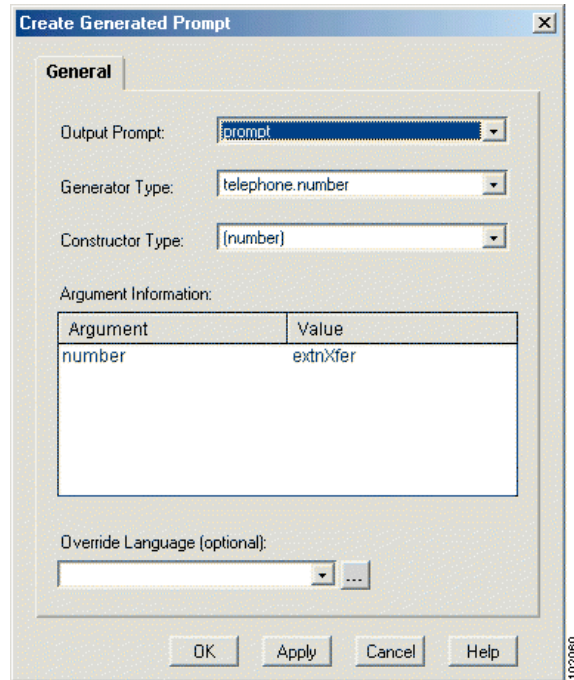 Create Generated Prompt
General
Output Prompt: prompt
Generator Type: telephone.number
Constructor Type: (number)
Argument Information:
Argument Value
number extnXfer
Override Language (optional):
...
OK Apply Cancel Help
102060